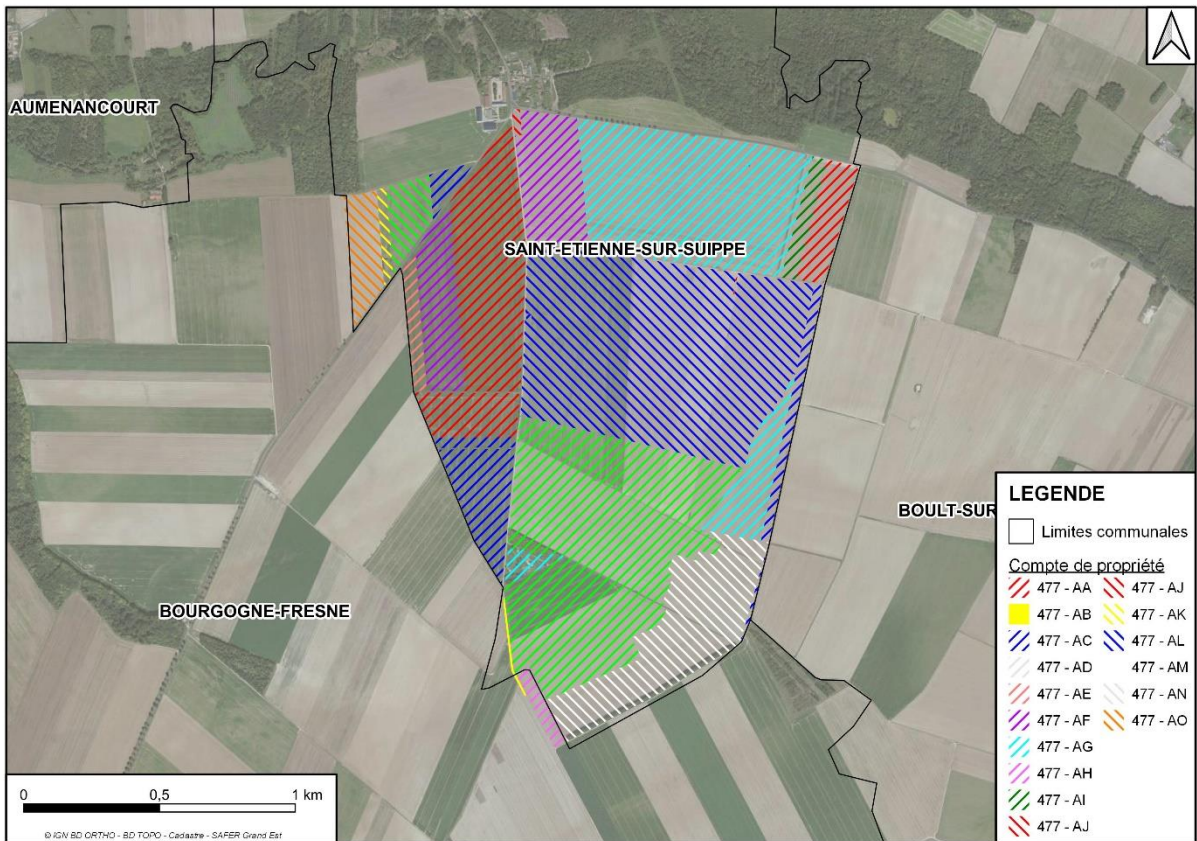 AUMENANCOURT
SAINT-ETIENNE-SUR-SUIPPE
BOULT-SUR
BOURGOGNE-FRESNE
LEGENDE
Limites communales
Compte de propriété
477 - AA
477 - AB
477 - AC
477 - AD
477 - AE
477 - AF
477 - AG
477 - AH
477 - AI
477 - AJ
477 - AJ
477 - AK
477 - AL
477 - AM
477 - AN
477 - AO
0 0,5 1 km
© IGN BD ORTHO - BD TOPO - Cadastre - SAFER Grand Est